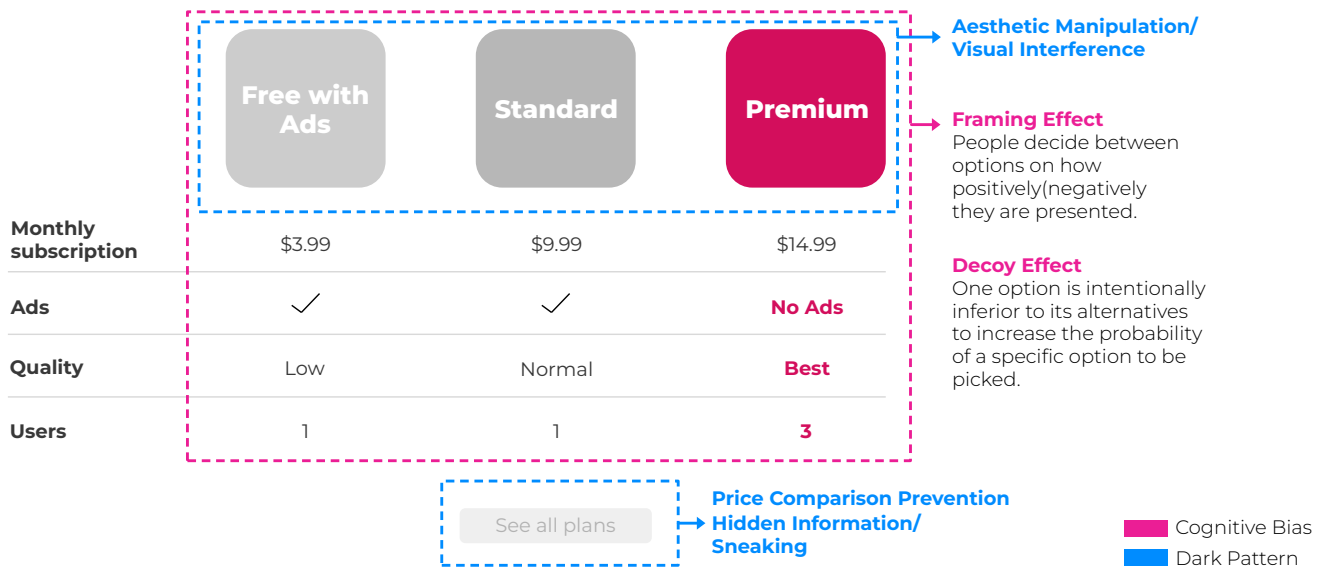 Free with
Ads
Standard
Premium
Aesthetic Manipulation/
Visual Interference
Framing Effect
People decide between
options on how
positively(negatively
they are presented.
Decoy Effect
One option is intentionally
inferior to its alternatives
to increase the probability
of a specific option to be
picked.
Monthly
subscription
$3.99
$9.99
$14.99
Ads
No Ads
Quality
Low
Normal
Best
Users
1
1
3
See all plans
Price Comparison Prevention
Hidden Information/
Sneaking
Cognitive Bias
Dark Pattern